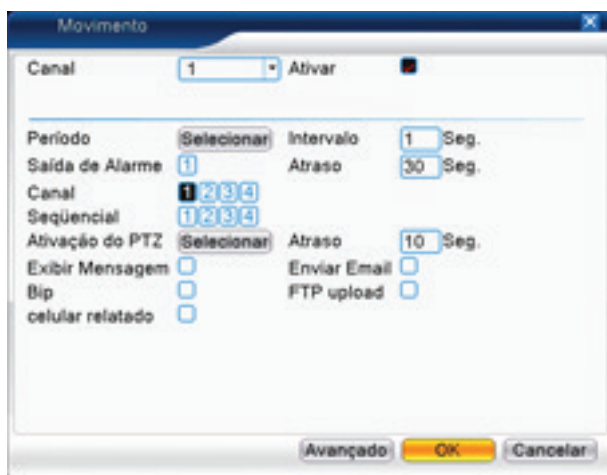 Movimento
Canal 1 Ativar
Período Selecionar Intervalo 1 Seg.
Saída de Alarme 1 Atraso 30 Seg.
Canal 1 2 3 4
Seqüencial 1 2 3 4
Ativação do PTZ Selecionar Atraso 10 Seg.
Exibir Mensagem Enviar Email
Bip FTP upload
celular relatado
Avançado OK Cancelar